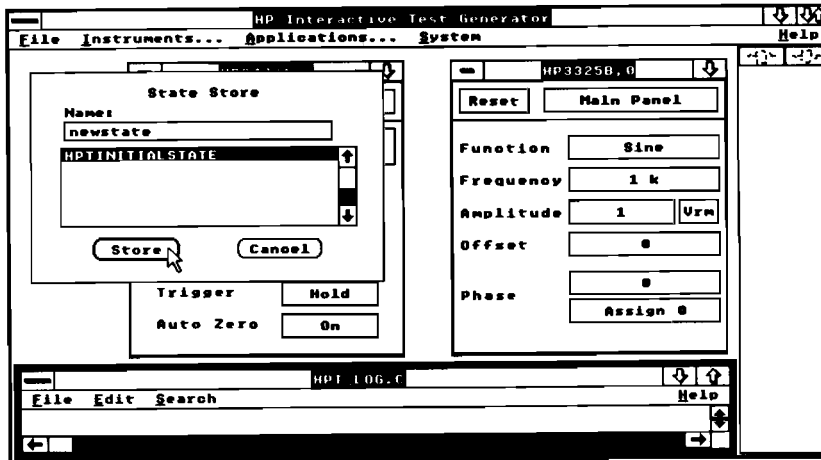 HP Interactive Test Generator
File Instruments... Applications... System Help
State Store
Name:
newstate
HPTINITIALSTATE
Store Cancel
Trigger Hold
Auto Zero On
HP3325B,0
Reset Main Panel
Function Sine
Frequency 1 k
Amplitude 1 Vrm
Offset 0
Phase 0
Assign 0
HPT_LOG.C
File Edit Search Help